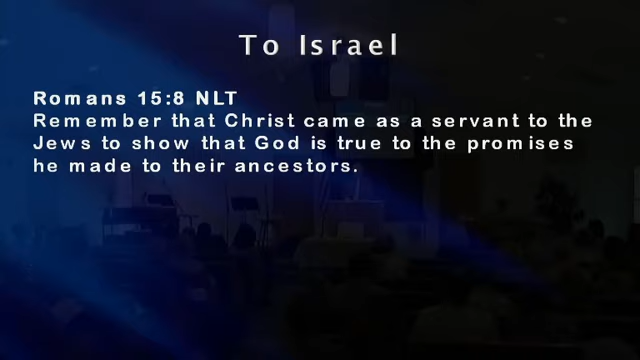 To Israel
Romans 15:8 NLT
Remember that Christ came as a servant to the
Jews to show that God is true to the promises
he made to their ancestors.